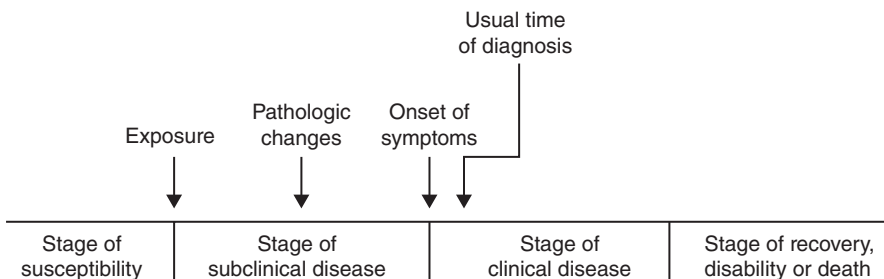 Usual time
of diagnosis
Pathologic
changes
Onset of
symptoms
Exposure
Stage of
susceptibility
Stage of
subclinical disease
Stage of
clinical disease
Stage of recovery,
disability or death